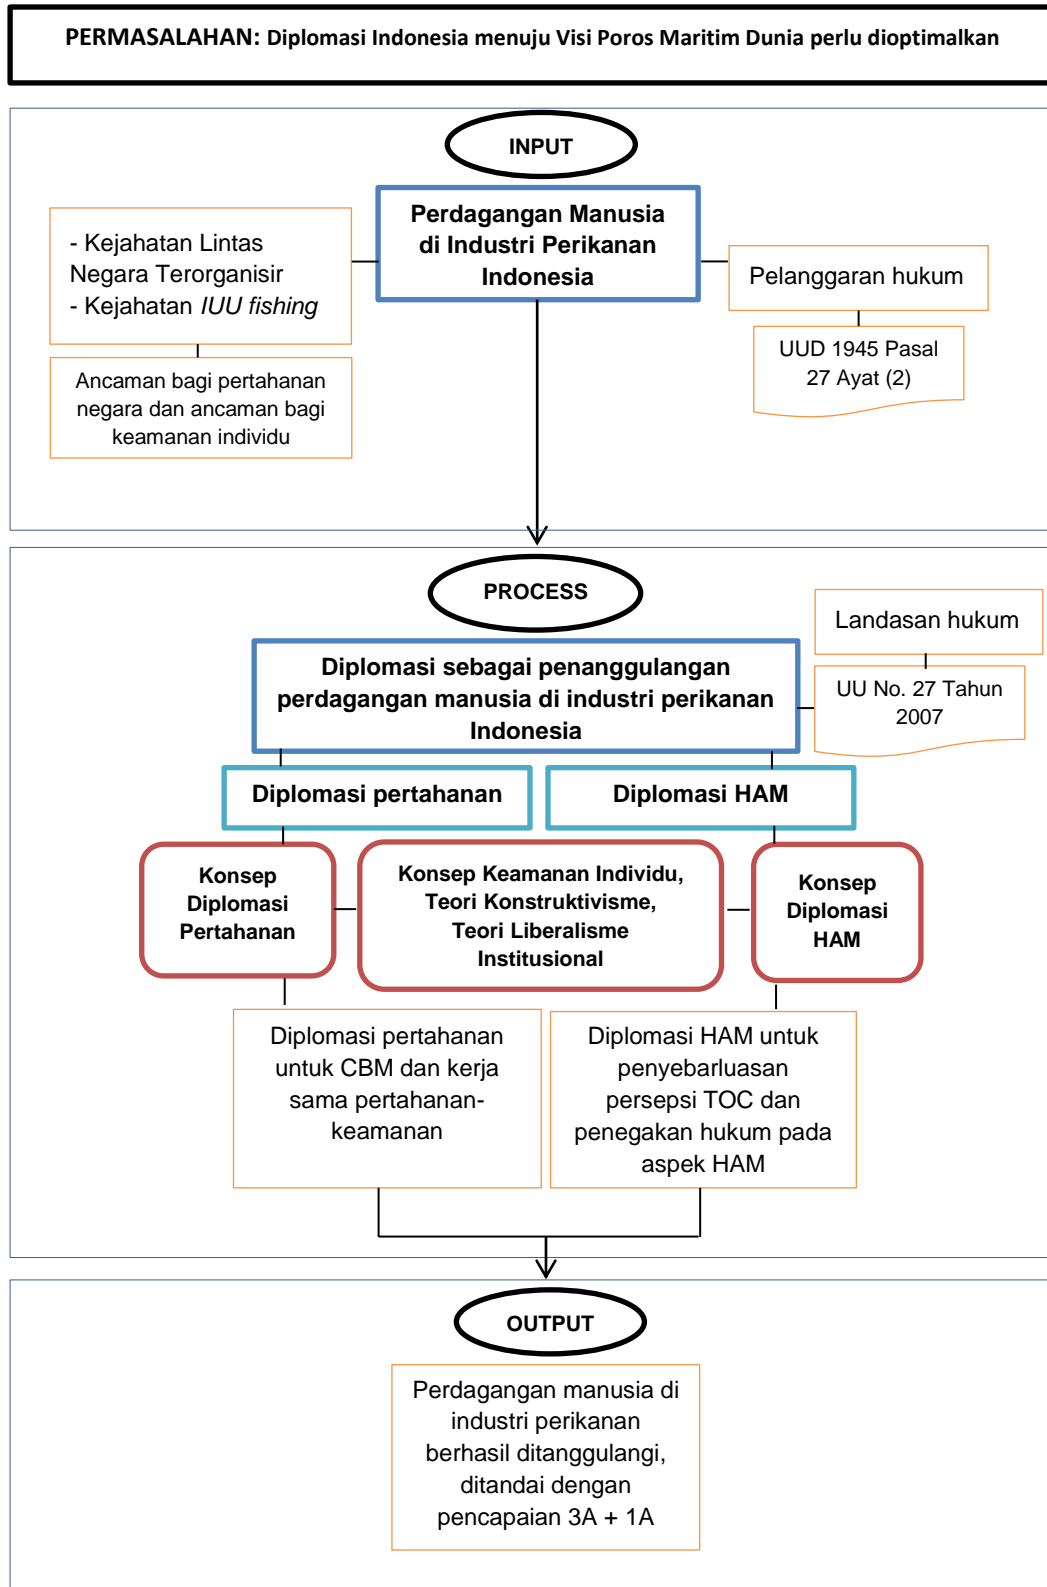 PERMASALAHAN: Diplomasi Indonesia menuju Visi Poros Maritim Dunia perlu dioptimalkan
INPUT
Perdagangan Manusia
di Industri Perikanan
Indonesia
- Kejahatan Lintas
Negara Terorganisir
- Kejahatan IUU fishing
Ancaman bagi pertahanan
negara dan ancaman bagi
keamanan individu
Pelanggaran hukum
UUD 1945 Pasal
27 Ayat (2)
PROCESS
Landasan hukum
UU No. 27 Tahun
2007
Diplomasi sebagai penanggulangan
perdagangan manusia di industri perikanan
Indonesia
Diplomasi pertahanan
Diplomasi HAM
Konsep
Diplomasi
Pertahanan
Konsep Keamanan Individu,
Teori Konstruktivisme,
Teori Liberalisme
Institusional
Konsep
Diplomasi
HAM
Diplomasi pertahanan
untuk CBM dan kerja
sama pertahanan-
keamanan
Diplomasi HAM untuk
penyebarluasan
persepsi TOC dan
penegakan hukum pada
aspek HAM
OUTPUT
Perdagangan manusia di
industri perikanan
berhasil ditanggulangi,
ditandai dengan
pencapaian 3A + 1A